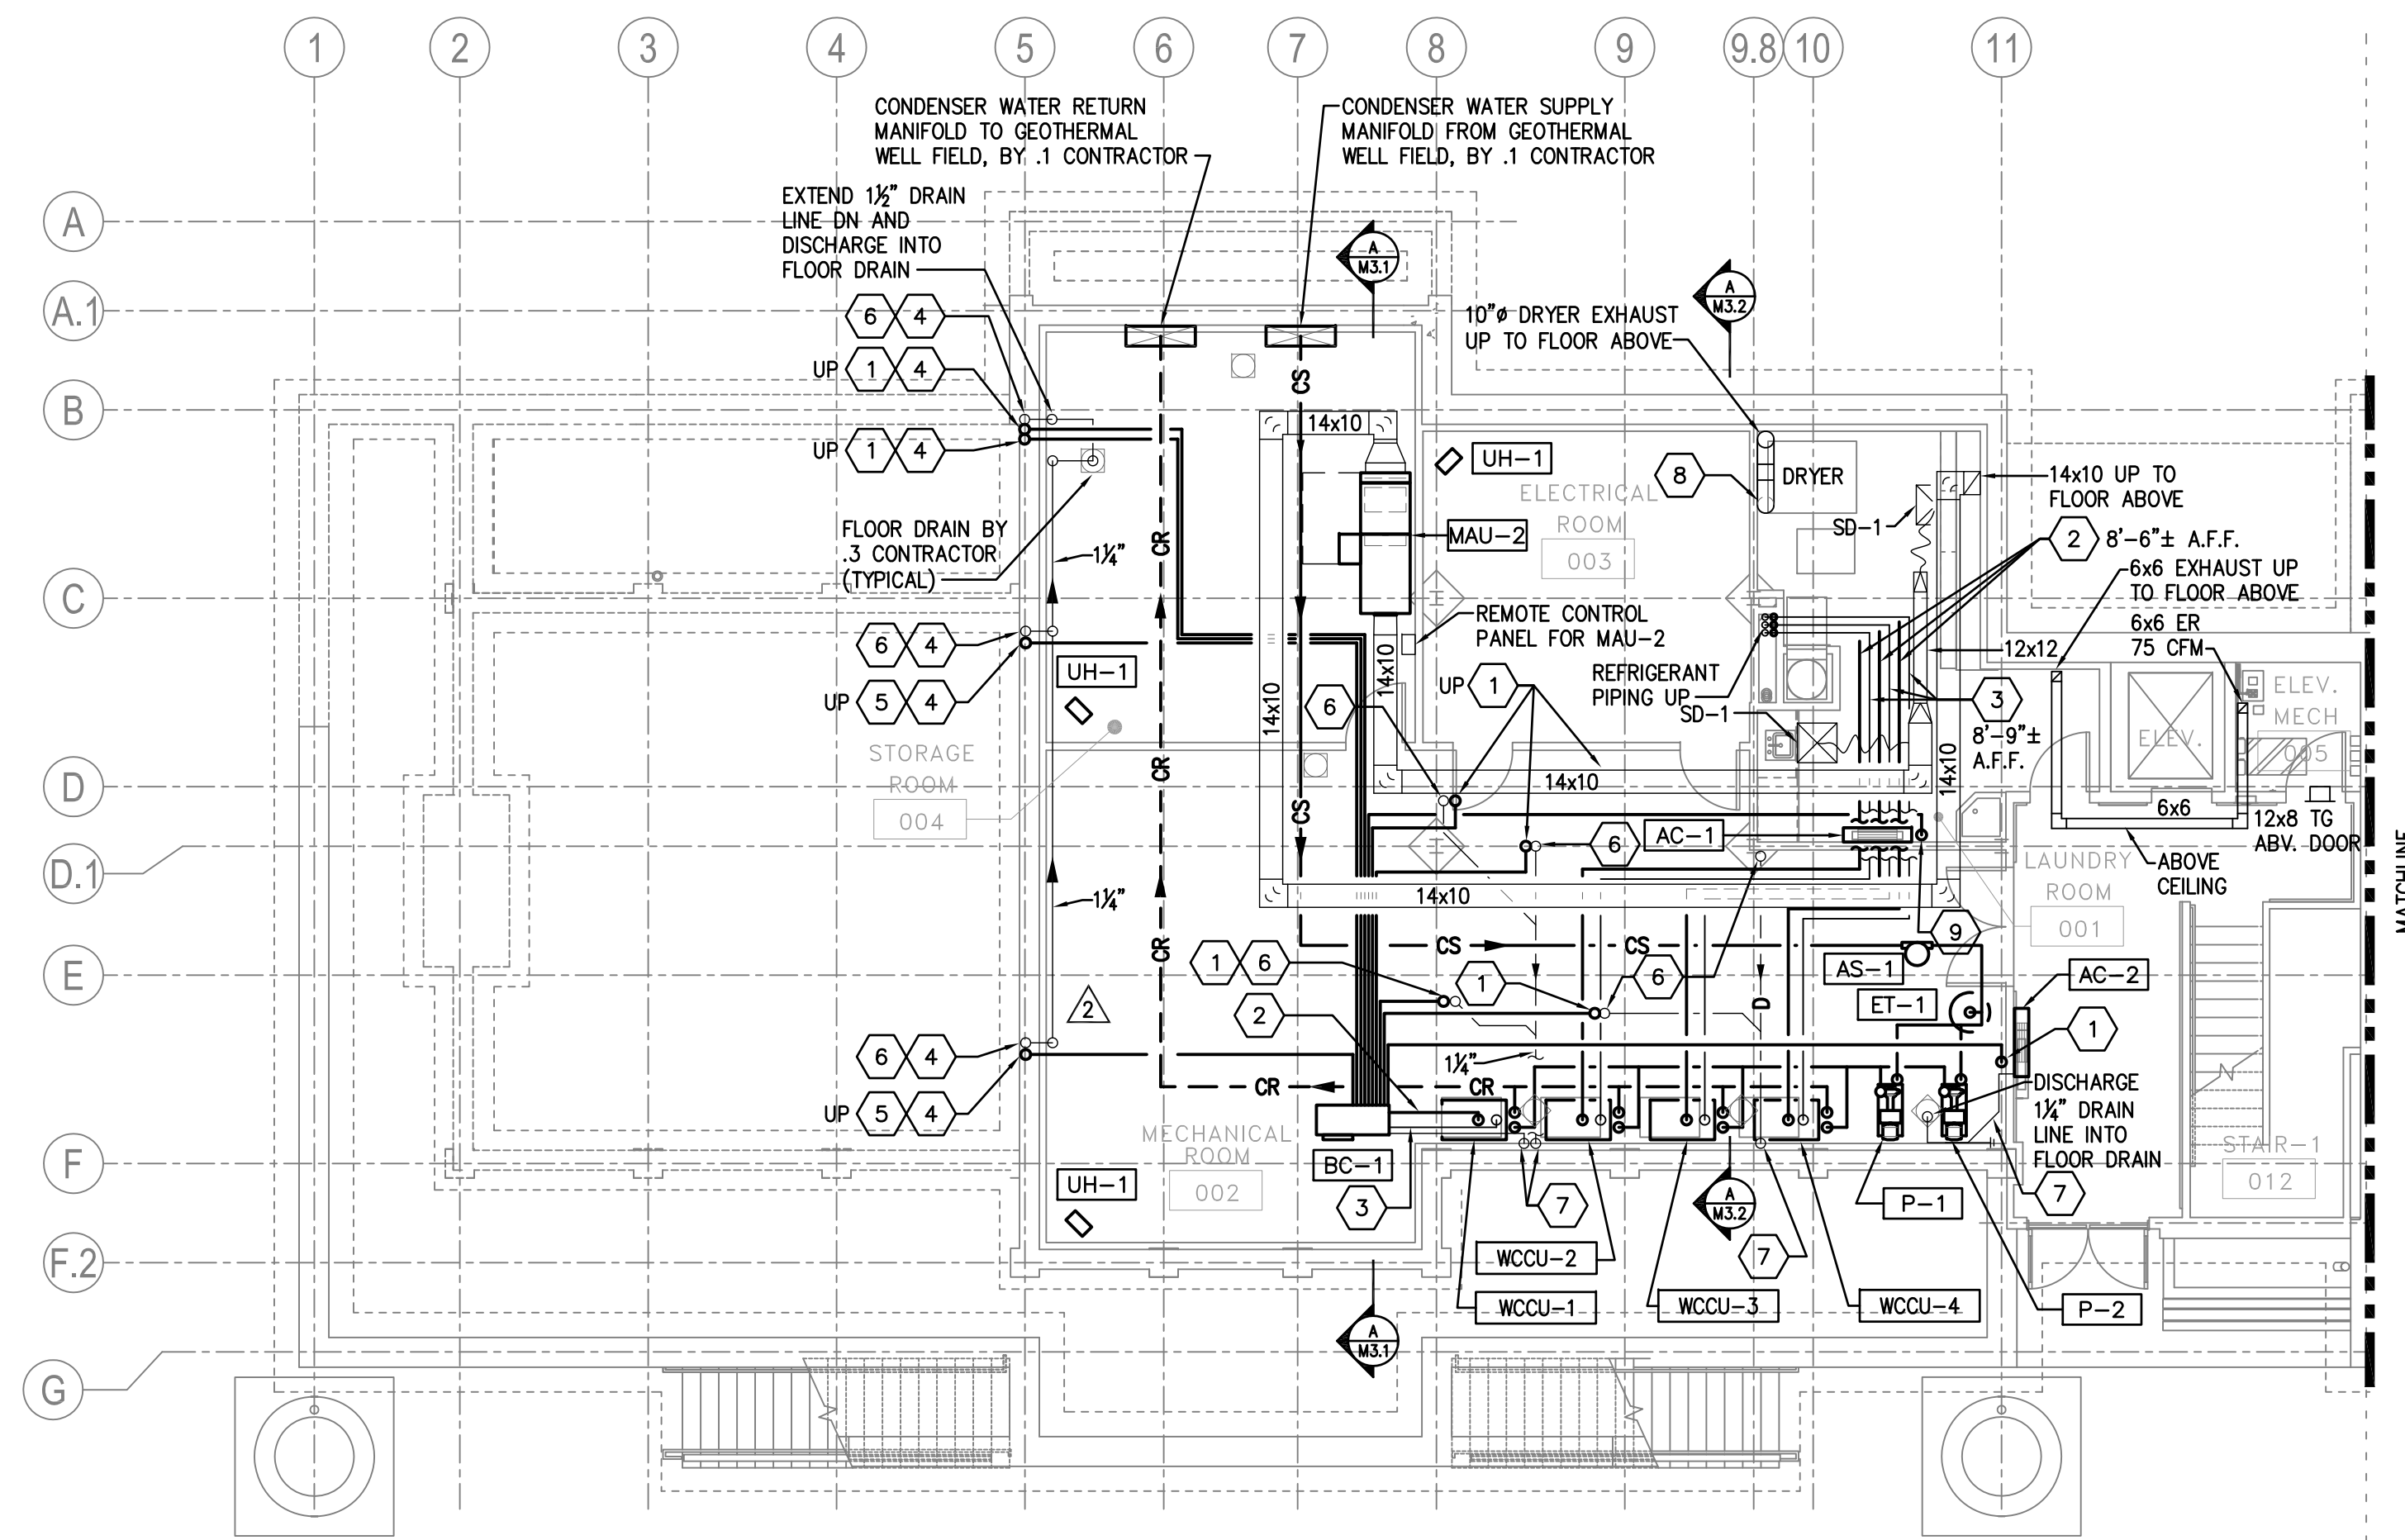 1 2 3 4 5 6 7 8 9 9.8 10 11
CONDENSER WATER RETURN
MANIFOLD TO GEOTHERMAL
WELL FIELD, BY .1 CONTRACTOR
CONDENSER WATER SUPPLY
MANIFOLD FROM GEOTHERMAL
WELL FIELD, BY .1 CONTRACTOR
EXTEND 1½" DRAIN
LINE DN AND
DISCHARGE INTO
FLOOR DRAIN
A
A
M3.1
A
M3.2
A.1
6 4
10"ø DRYER EXHAUST
UP TO FLOOR ABOVE
UP 1 4
CS
B
14x10
UP 1 4
UH-1
8
DRYER
14x10 UP TO
FLOOR ABOVE
ELECTRICAL
ROOM
003
SD-1
FLOOR DRAIN BY
.3 CONTRACTOR
(TYPICAL)
1¼"
CR
MAU-2
2 8'-6"± A.F.F.
6x6 EXHAUST UP
TO FLOOR ABOVE
C
REMOTE CONTROL
PANEL FOR MAU-2
6x6 ER
75 CFM
6 4
12x12
UH-1
14x10
14x10
REFRIGERANT
PIPING UP
UP 5 4
6
UP 1
SD-1
3
8'-9"±
A.F.F.
ELEV.
MECH
005
ELEV.
STORAGE
ROOM
004
CR
D
14x10
14x10
CS
6x6
12x8 TG
ABV. DOOR
MATCHLINE
AC-1
6
D.1
LAUNDRY
ROOM
001
ABOVE
CEILING
1¼"
14x10
9
CR
CS
CS
E
1 6
1
6
AS-1
AC-2
2
2
D
ET-1
1
6 4
1¼"
CR
CR
DISCHARGE
1¼" DRAIN
LINE INTO
FLOOR DRAIN
UP 5 4
MECHANICAL
ROOM
002
BC-1
STAIR-1
012
F
UH-1
3
7
A
M3.2
P-1
7
F.2
WCCU-2
7
WCCU-1
WCCU-3
WCCU-4
P-2
A
M3.1
G